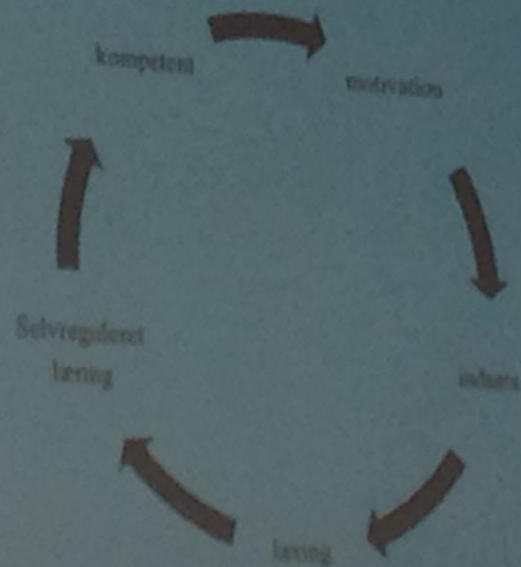 kompetent
motivation
indsats
læring
Selvreguleret
læring